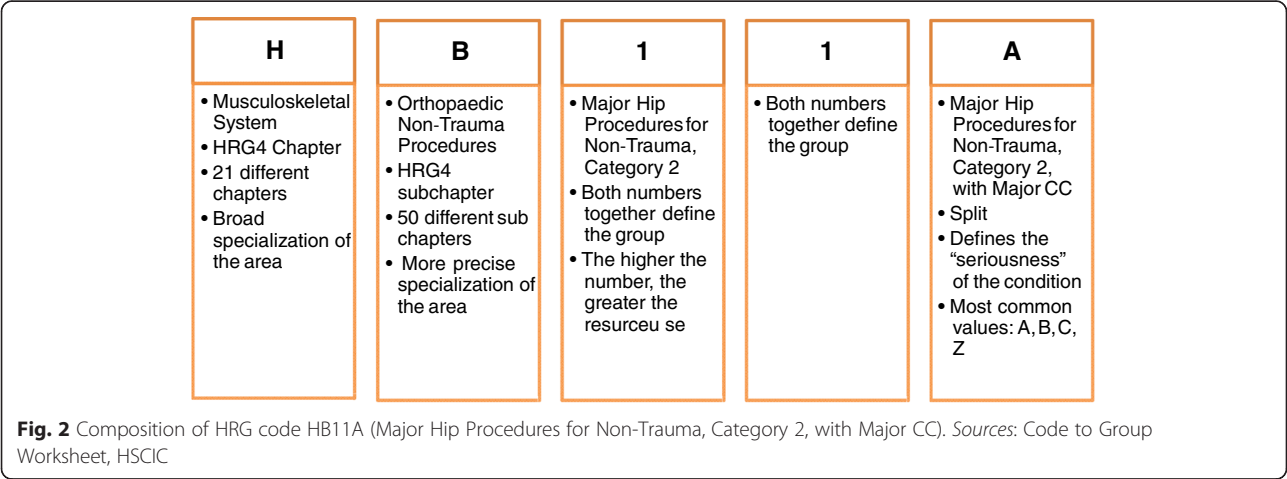 H
• Musculoskeletal
System
• HRG4 Chapter
• 21 different
chapters
• Broad
specialization of
the area
B
• Orthopaedic
Non-Trauma
Procedures
• HRG4
subchapter
• 50 different sub
chapters
• More precise
specialization of
the area
1
• Major Hip
Proceduresfor
Non-Trauma,
Category 2
• Both numbers
together define
the group
• The higher the
number, the
greater the
resurceu se
1
• Both numbers
together define
the group
A
• Major Hip
Proceduresfor
Non-Trauma,
Category 2,
with Major CC
• Split
• Defines the
“seriousness”
of the condition
• Most common
values: A, B, C,
Z
Fig. 2 Composition of HRG code HB11A (Major Hip Procedures for Non-Trauma, Category 2, with Major CC). Sources: Code to Group
Worksheet, HSCIC